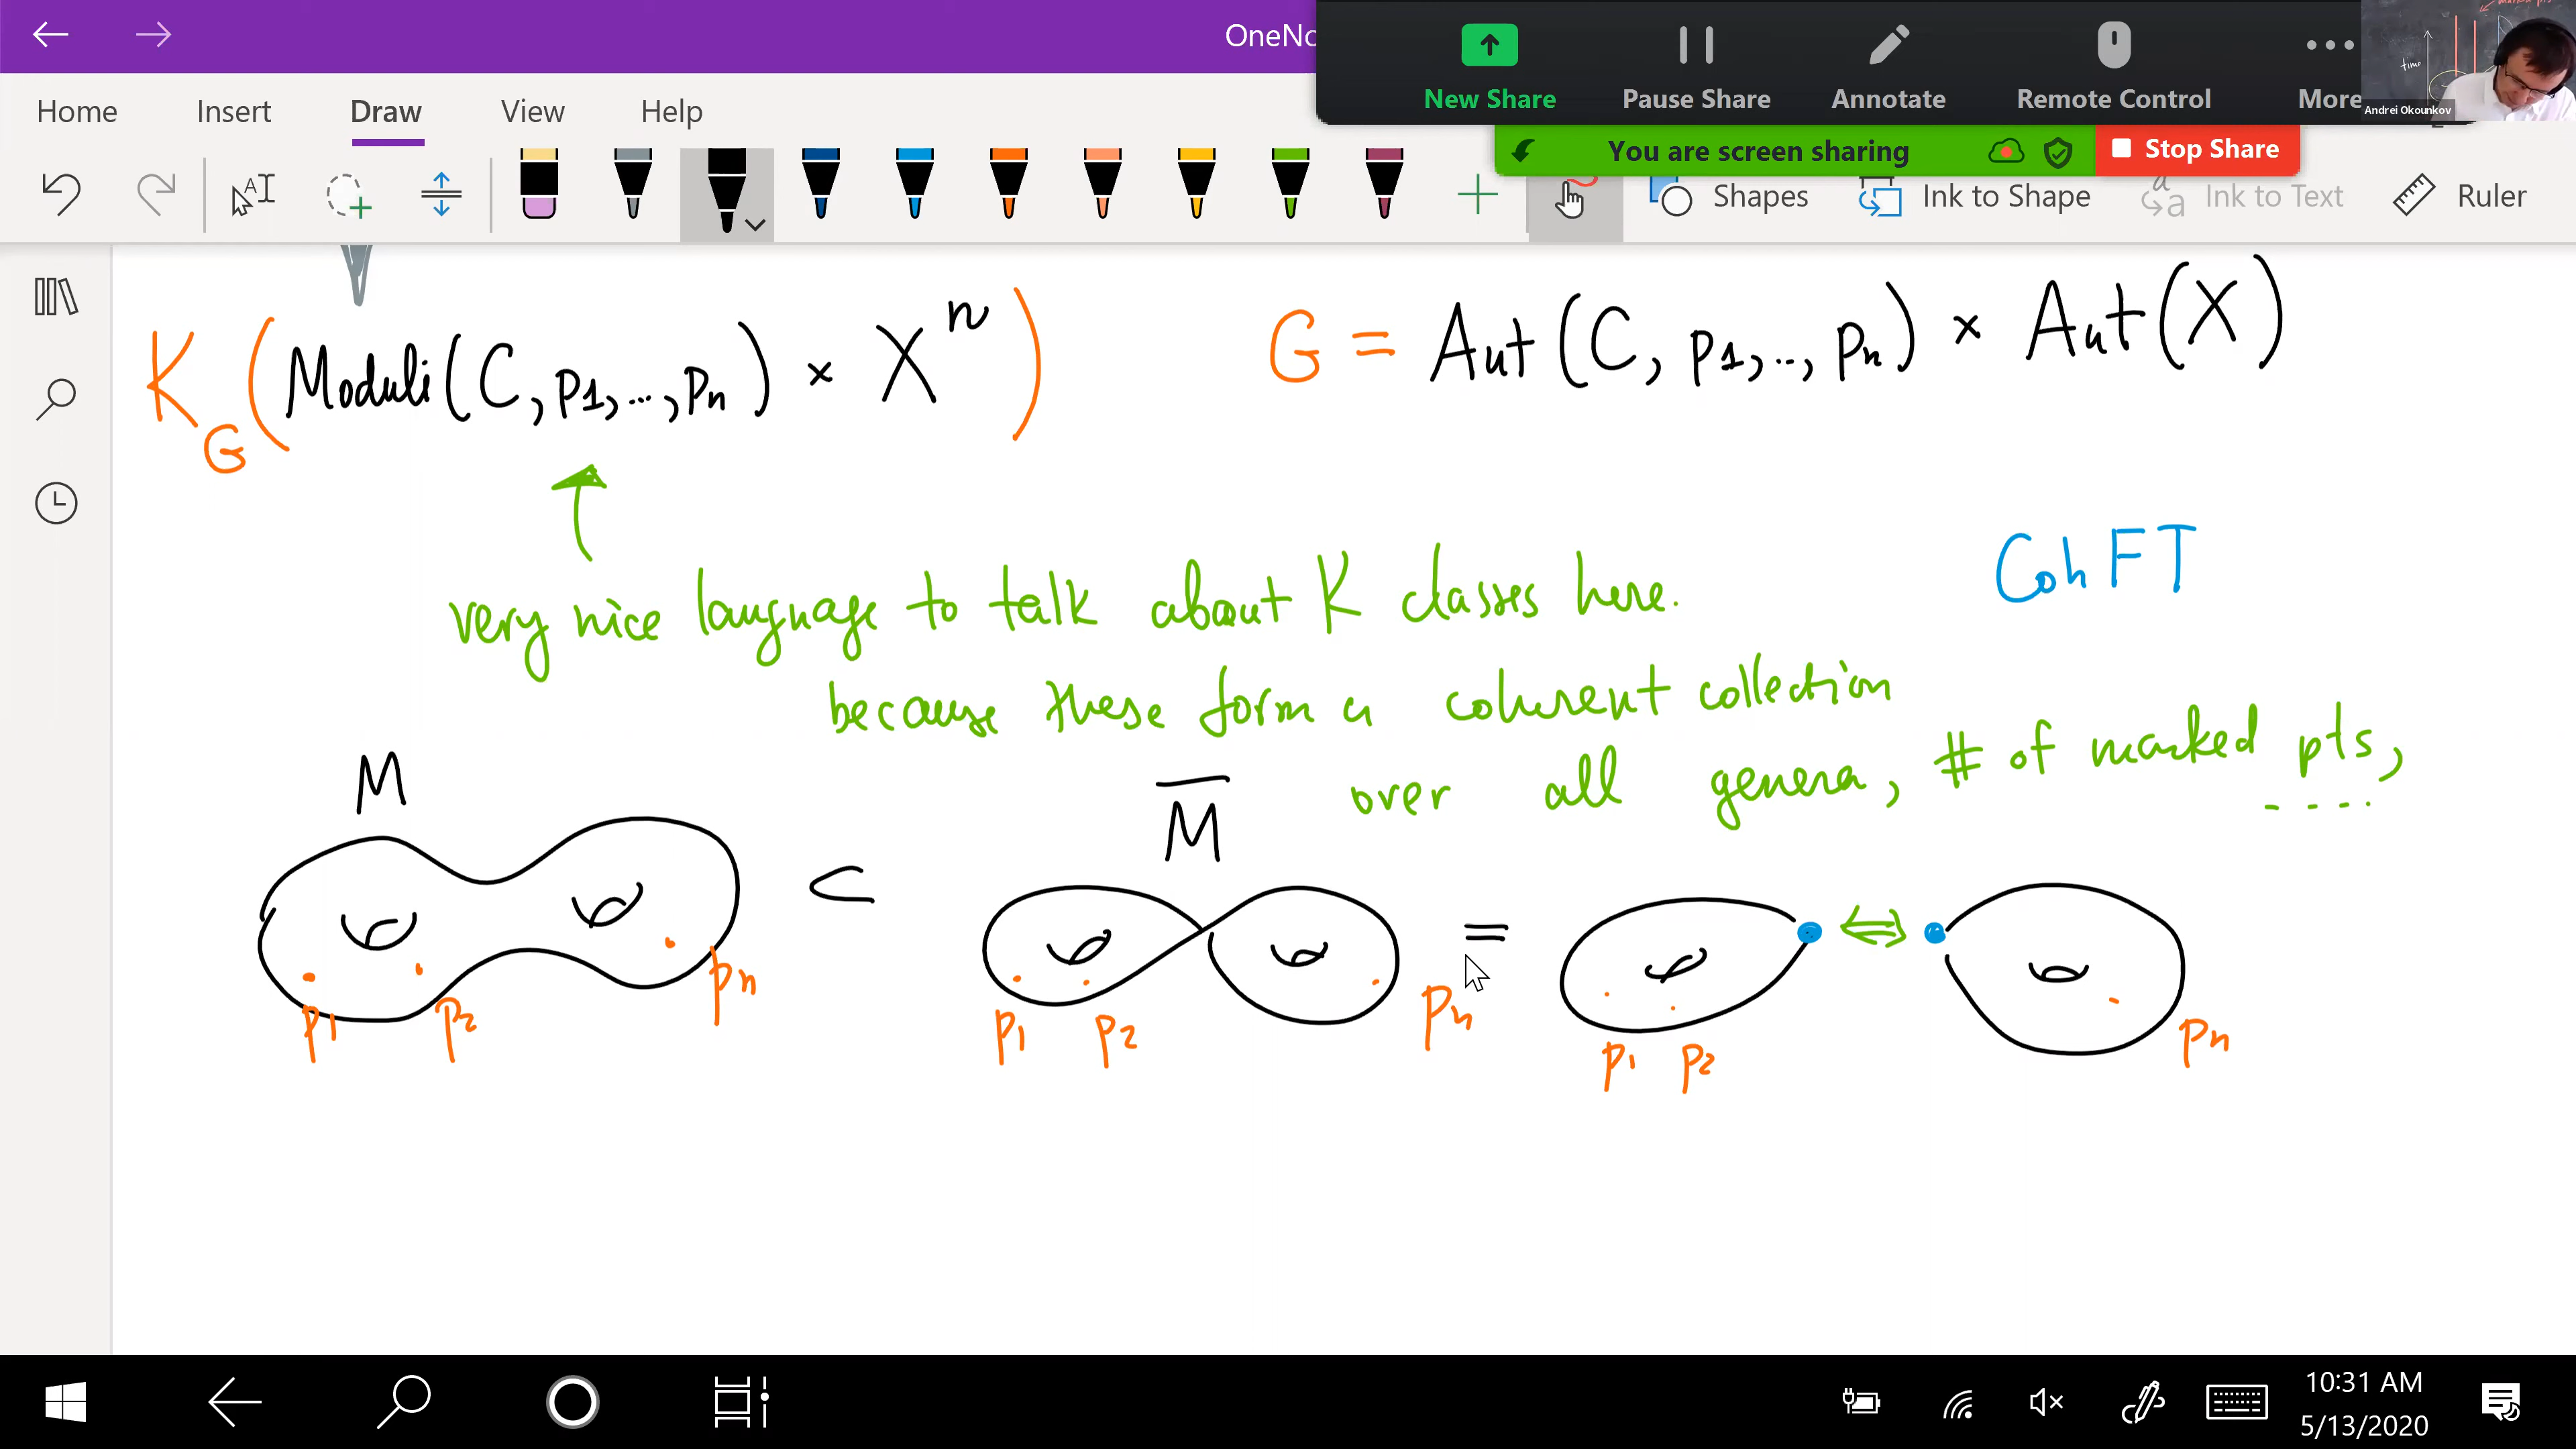 OneNo
New Share
Pause Share
Annotate
Remote Control
More
time
Andrei Okounkov
You are screen sharing
Stop Share
Home
Insert
Draw
View
Help
Shapes
Ink to Shape
Ink to Text
Ruler
K_G (Moduli(C, p1, ..., pn) × X^n)
G = Aut(C, p1, .., pn) × Aut(X)
very nice language to talk about K classes here.
CohFT
because these form a coherent collection
over all genera, # of marked pts, ....
M
M̅
⊂
=
⇔
p1
p2
pn
p1
p2
pn
p1
p2
pn
10:31 AM
5/13/2020